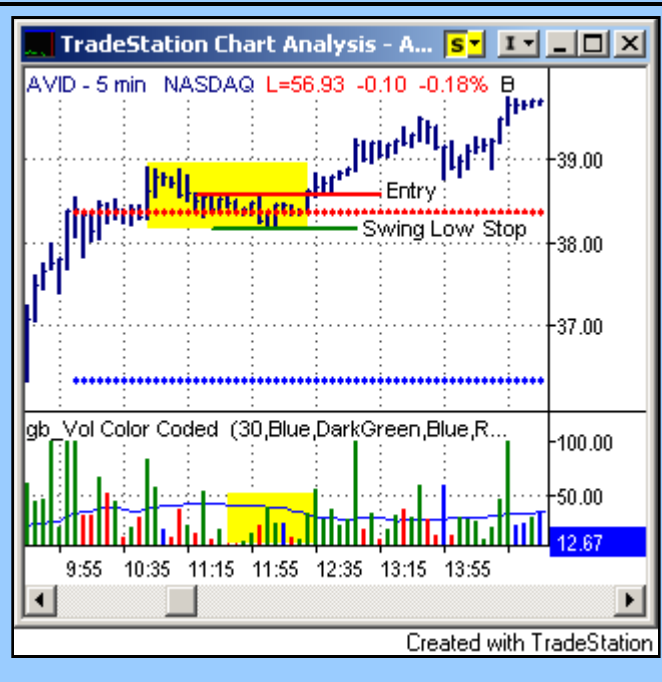 TradeStation Chart Analysis - A... S I
AVID - 5 min NASDAQ L=56.93 -0.10 -0.18% B
39.00
Entry
Swing Low Stop
38.00
37.00
gb_Vol Color Coded (30,Blue,DarkGreen,Blue,R...
100.00
50.00
12.67
9:55 10:35 11:15 11:55 12:35 13:15 13:55
Created with TradeStation